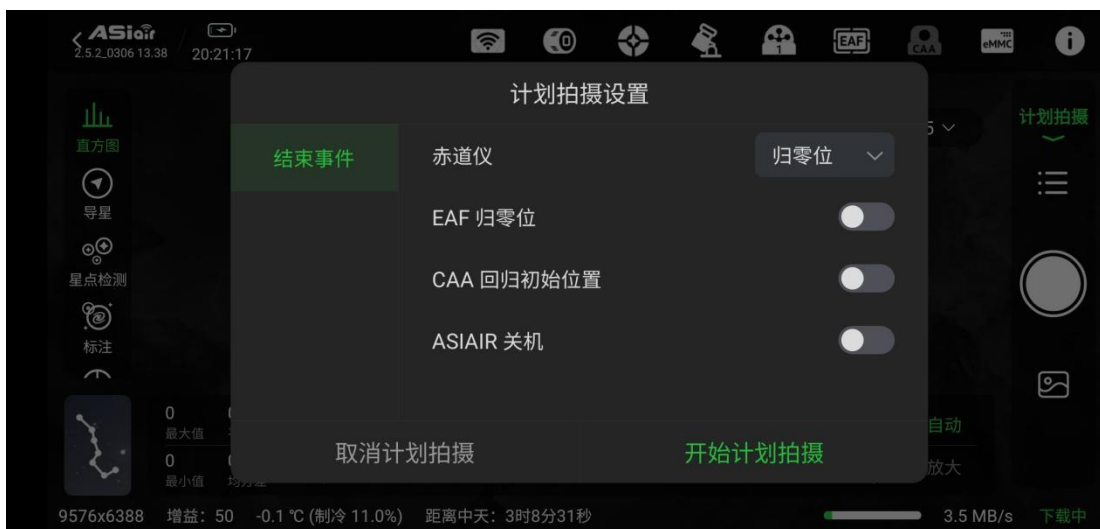 ASiair
2.5.2_0306 13.38
20:21:17
0
1
EAF
CAA
eMMC
i
计划拍摄设置
结束事件
赤道仪
归零位
EAF 归零位
CAA 回归初始位置
ASIAIR 关机
取消计划拍摄
开始计划拍摄
直方图
导星
星点检测
标注
计划拍摄
5
0
最大值
0
最小值
自动
放大
9576x6388
增益：50
-0.1 ℃ (制冷 11.0%)
距离中天：3时8分31秒
3.5 MB/s
下载中